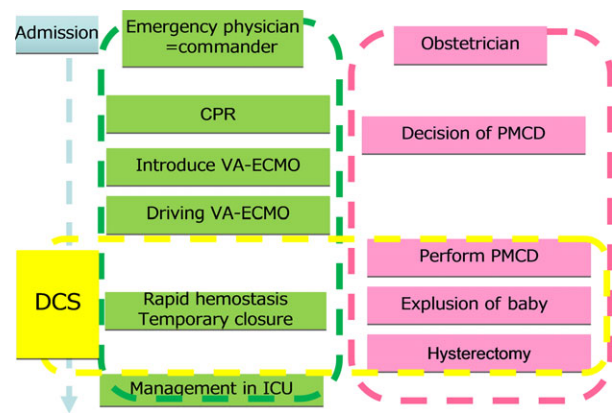 Admission
Emergency physician
=commander
Obstetrician
CPR
Decision of PMCD
Introduce VA-ECMO
Driving VA-ECMO
DCS
Perform PMCD
Rapid hemostasis
Temporary closure
Explusion of baby
Hysterectomy
Management in ICU